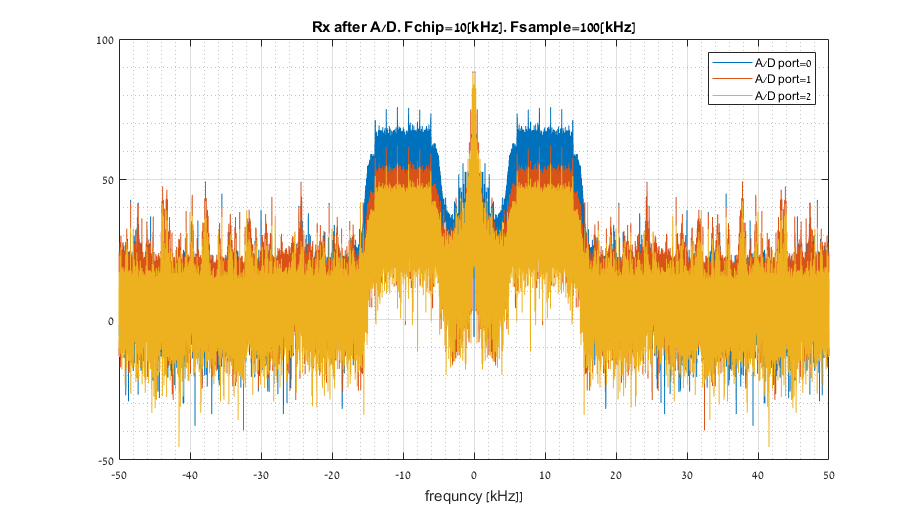 Rx after A/D. Fchip=10[kHz]. Fsample=100[kHz]
100
50
0
-50
A/D port=0
A/D port=1
A/D port=2
-50 -40 -30 -20 -10 0 10 20 30 40 50
frequncy [kHz]]